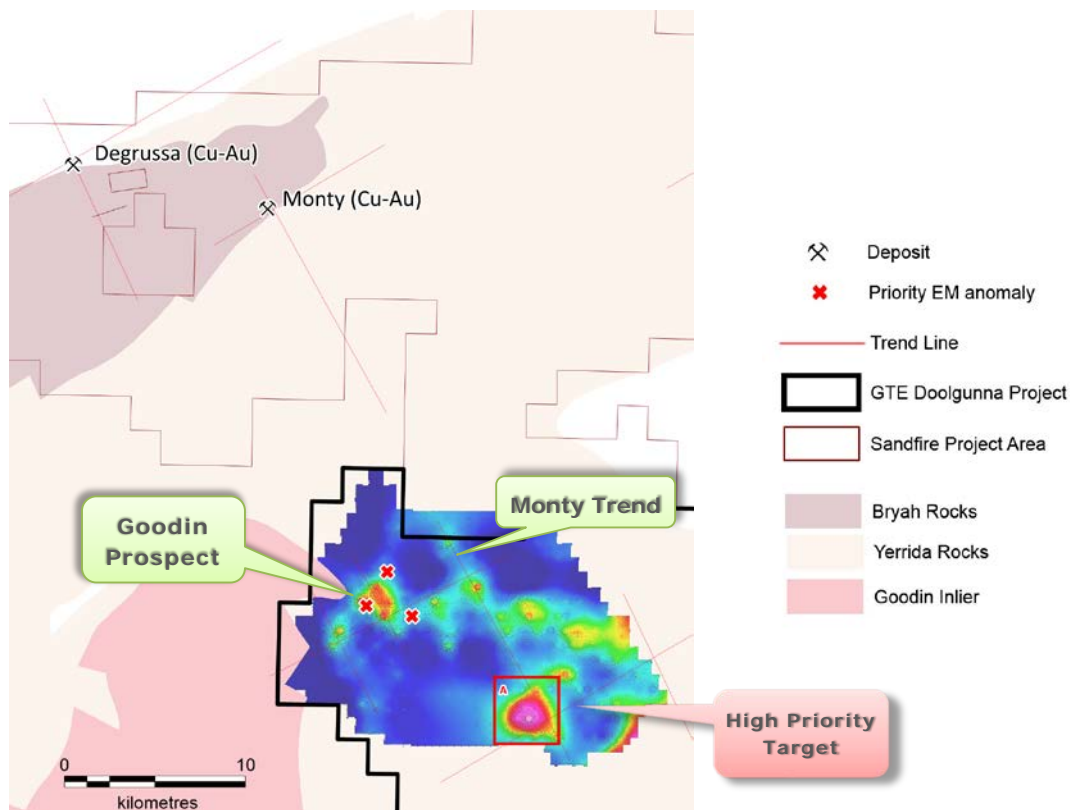 Degrussa (Cu-Au)
Monty (Cu-Au)
Deposit
Priority EM anomaly
Trend Line
GTE Doolgunna Project
Sandfire Project Area
Bryah Rocks
Yerrida Rocks
Goodin Inlier
Monty Trend
Goodin
Prospect
A
High Priority
Target
0 10
kilometres